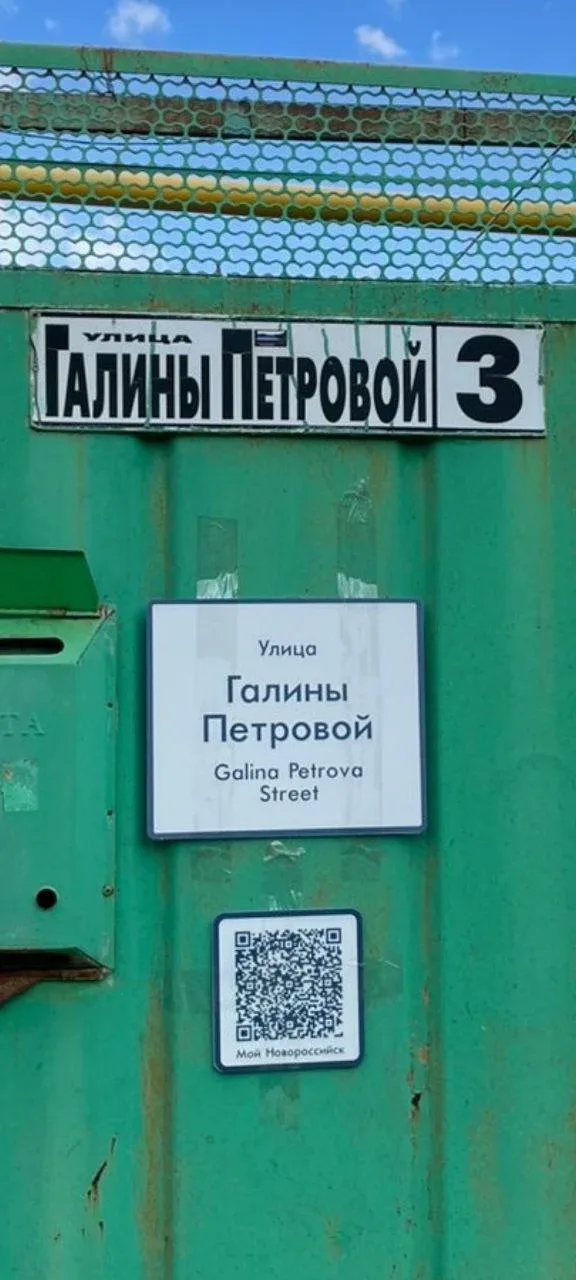 УЛИЦА
ГАЛИНЫ ПЕТРОВОЙ 3
Улица
Галины
Петровой
Galina Petrova
Street
Мой Новороссийск